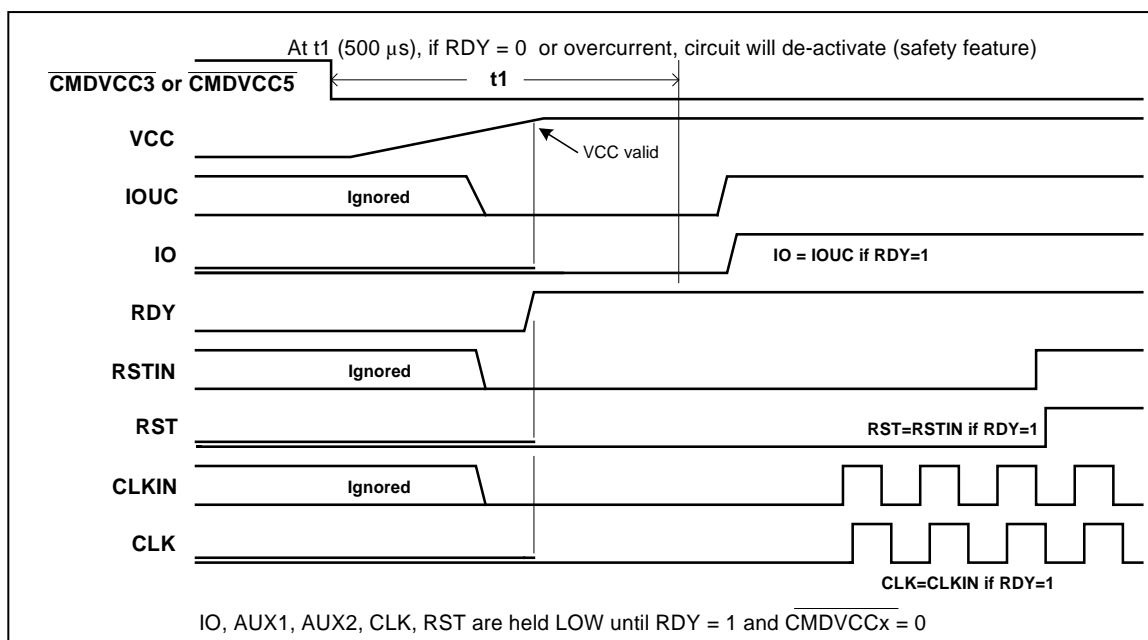 At t1 (500 μs), if RDY = 0 or overcurrent, circuit will de-activate (safety feature)
CMDVCC3 or CMDVCC5
t1
VCC
VCC valid
IOUC
Ignored
IO
IO = IOUC if RDY=1
RDY
RSTIN
Ignored
RST
RST=RSTIN if RDY=1
CLKIN
Ignored
CLK
CLK=CLKIN if RDY=1
IO, AUX1, AUX2, CLK, RST are held LOW until RDY = 1 and CMDVCCx = 0